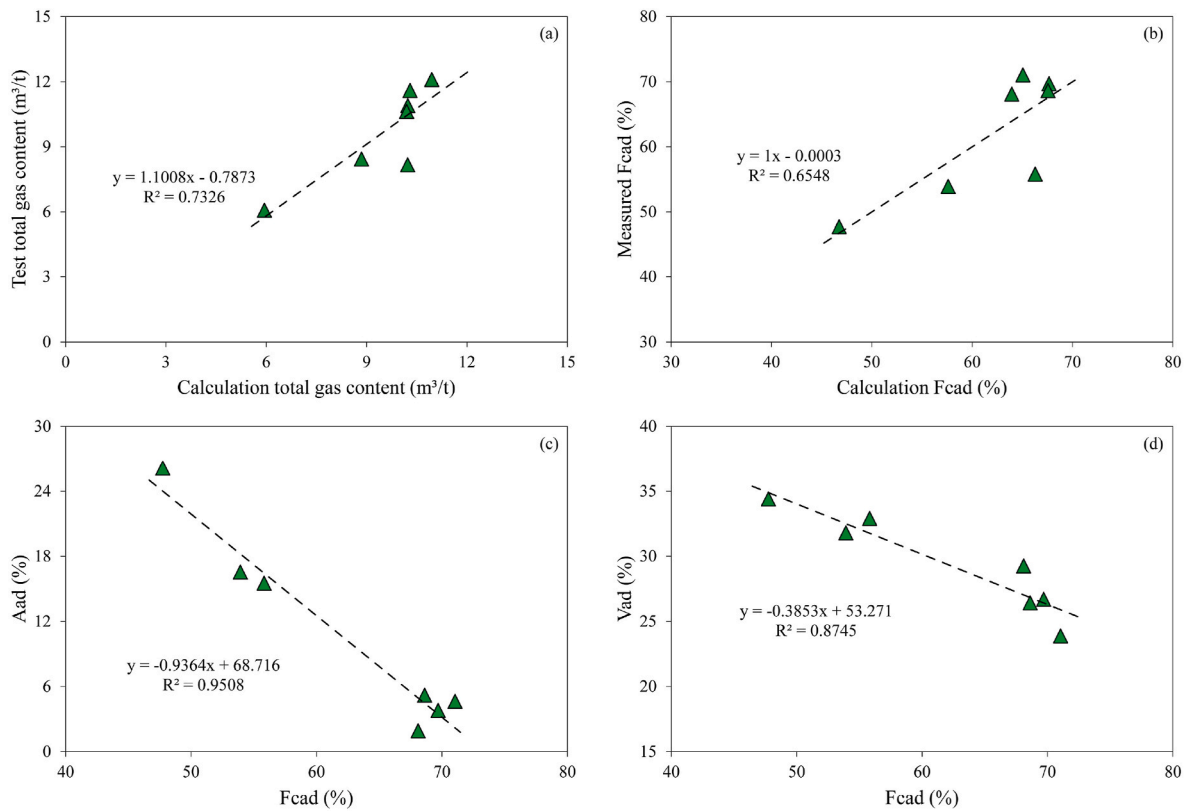 (a)
Test total gas content (m³/t)
15
12
9
6
3
0
y = 1.1008x - 0.7873
R² = 0.7326
0 3 6 9 12 15
Calculation total gas content (m³/t)
(b)
Measured Fcad (%)
80
70
60
50
40
30
y = 1x - 0.0003
R² = 0.6548
30 40 50 60 70 80
Calculation Fcad (%)
(c)
Aad (%)
30
24
18
12
6
0
y = -0.9364x + 68.716
R² = 0.9508
40 50 60 70 80
Fcad (%)
(d)
Vad (%)
40
35
30
25
20
15
y = -0.3853x + 53.271
R² = 0.8745
40 50 60 70 80
Fcad (%)